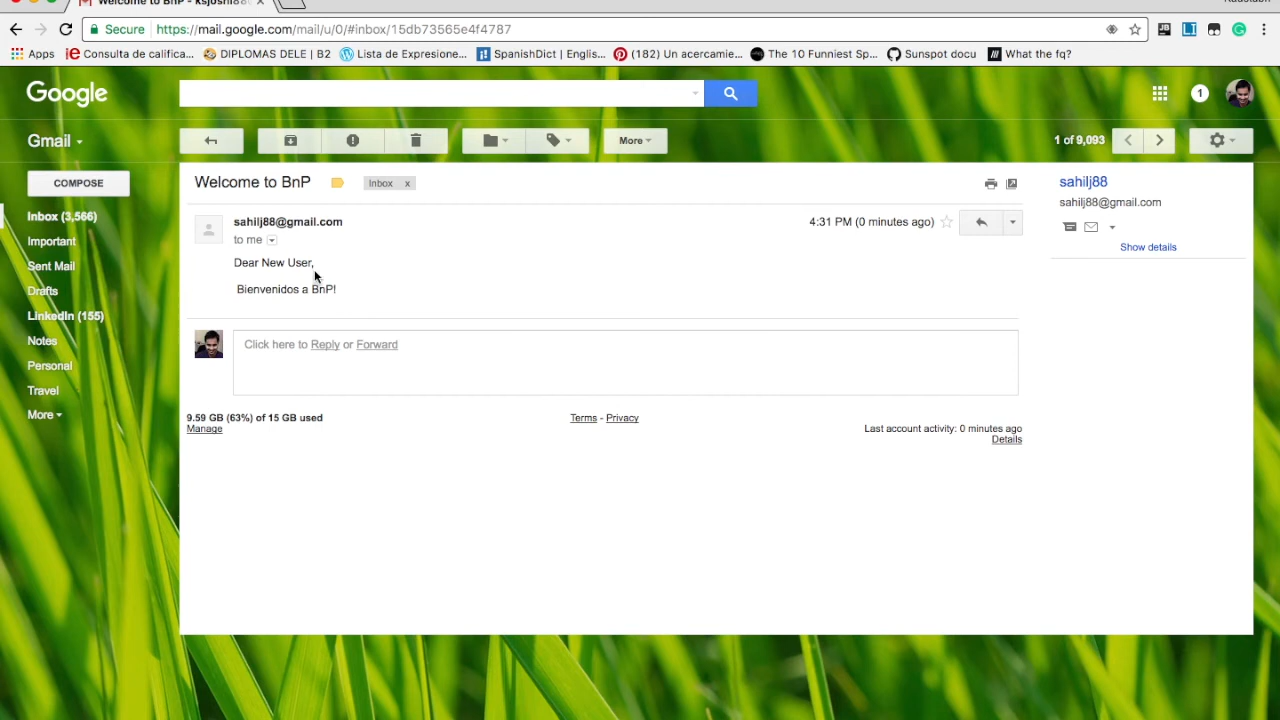 Welcome to BnP - ksjoshi88
Secure https://mail.google.com/mail/u/0/#inbox/15db73565e4f4787
Apps Consulta de califica... DIPLOMAS DELE | B2 Lista de Expresione... SpanishDict | Englis... (182) Un acercamie... The 10 Funniest Sp... Sunspot docu What the fq?
Google
1
Gmail
More
1 of 9,093
COMPOSE
Welcome to BnP
Inbox x
sahilj88
sahilj88@gmail.com
Show details
Inbox (3,566)
Important
Sent Mail
Drafts
LinkedIn (155)
Notes
Personal
Travel
More
sahilj88@gmail.com
4:31 PM (0 minutes ago)
to me
Dear New User,
Bienvenidos a BnP!
Click here to Reply or Forward
9.59 GB (63%) of 15 GB used
Manage
Terms - Privacy
Last account activity: 0 minutes ago
Details